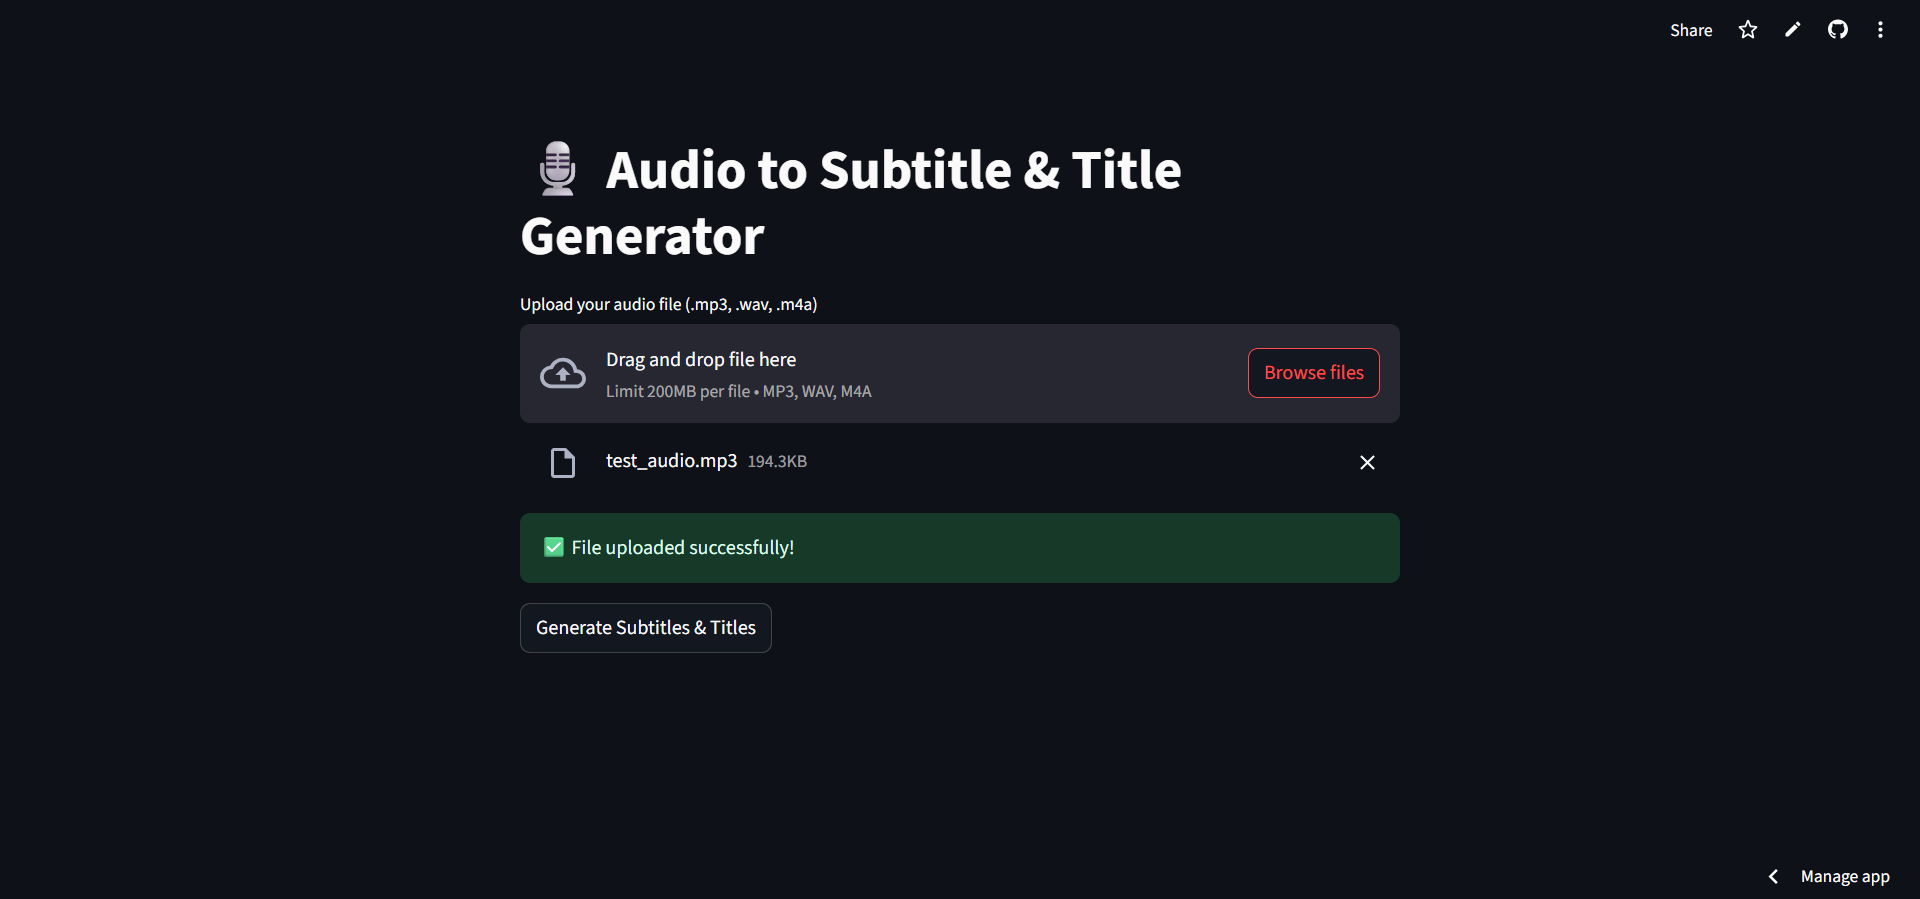 Share
Audio to Subtitle & Title
Generator
Upload your audio file (.mp3, .wav, .m4a)
Drag and drop file here
Limit 200MB per file • MP3, WAV, M4A
Browse files
test_audio.mp3 194.3KB
File uploaded successfully!
Generate Subtitles & Titles
Manage app